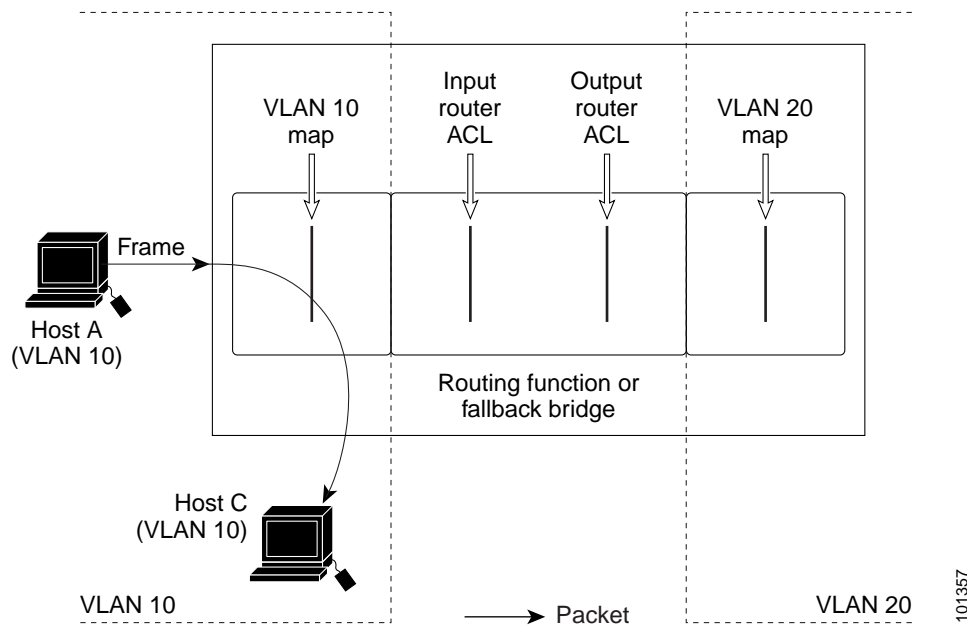 VLAN 10
map
Input
router
ACL
Output
router
ACL
VLAN 20
map
Frame
Host A
(VLAN 10)
Routing function or
fallback bridge
Host C
(VLAN 10)
VLAN 10
Packet
VLAN 20
101357